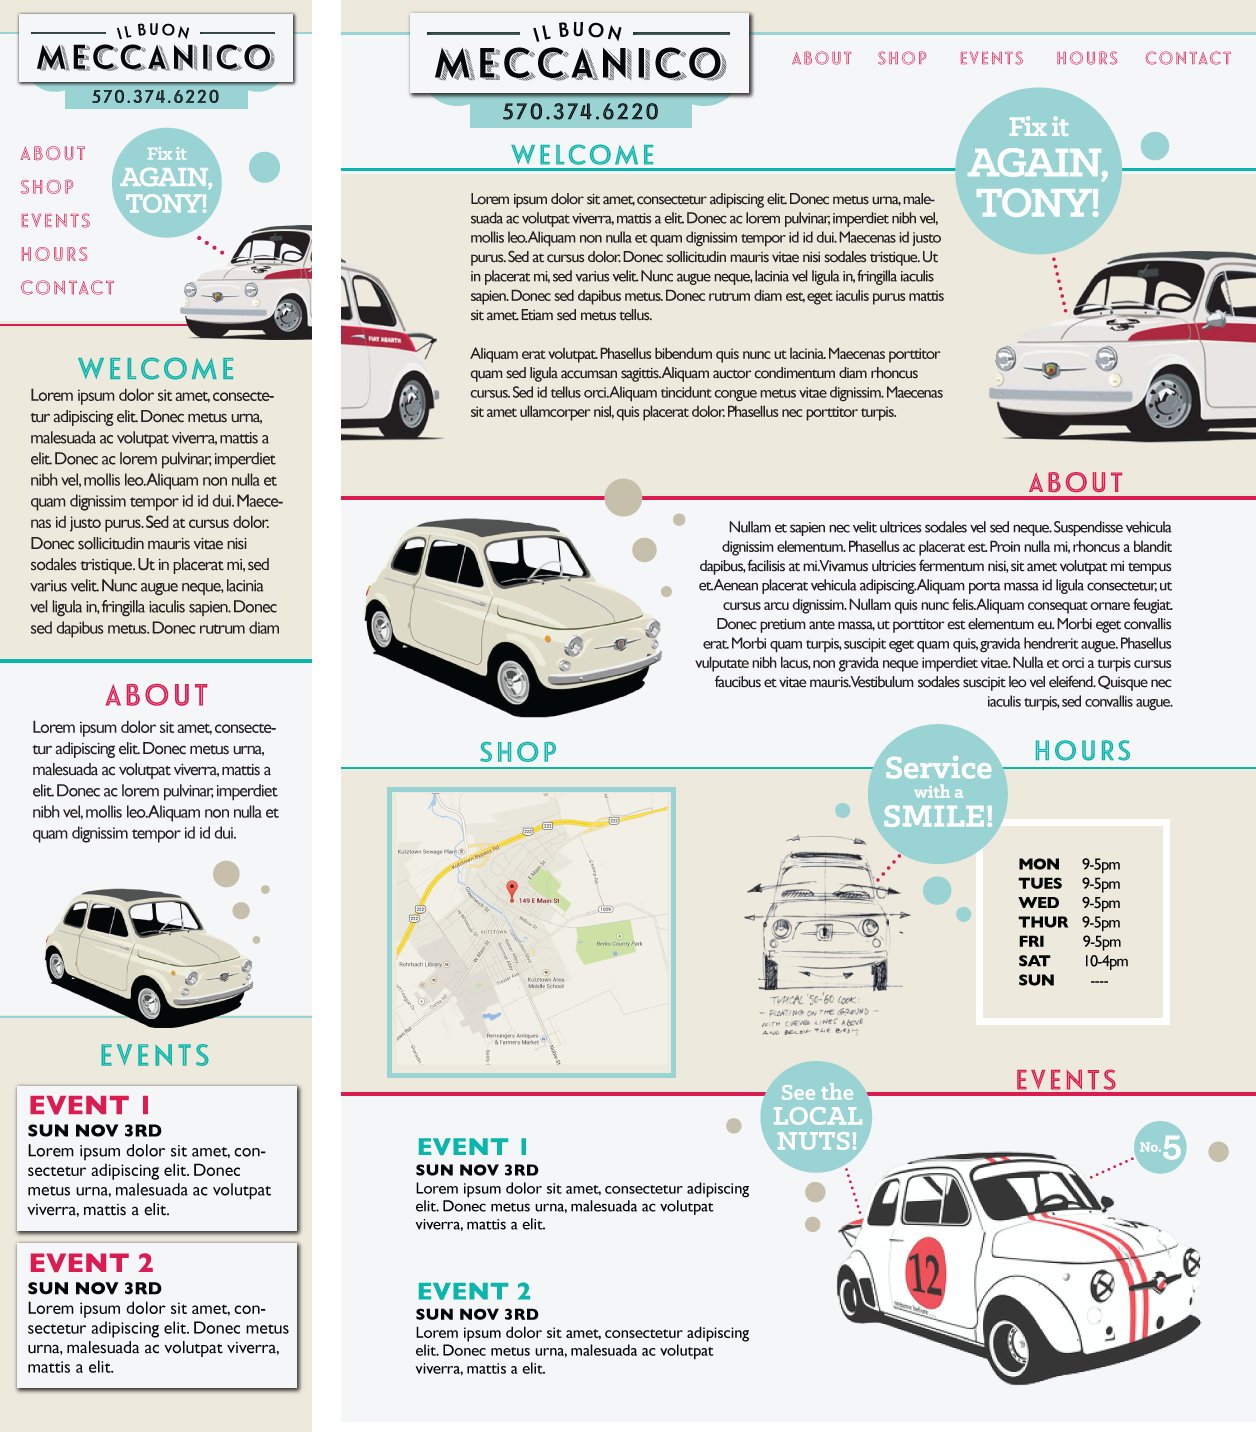 IL BUON
MECCANICO
570.374.6220
ABOUT
SHOP
EVENTS
HOURS
CONTACT
Fix it
AGAIN,
TONY!
WELCOME
Lorem ipsum dolor sit amet, consecte-
tur adipiscing elit. Donec metus urna,
malesuada ac volutpat viverra, mattis a
elit. Donec ac lorem pulvinar, imperdiet
nibh vel, mollis leo.Aliquam non nulla et
quam dignissim tempor id id dui. Maece-
nas id justo purus. Sed at cursus dolor.
Donec sollicitudin mauris vitae nisi
sodales tristique. Ut in placerat mi, sed
varius velit. Nunc augue neque, lacinia
vel ligula in, fringilla iaculis sapien. Donec
sed dapibus metus. Donec rutrum diam
ABOUT
Lorem ipsum dolor sit amet, consecte-
tur adipiscing elit. Donec metus urna,
malesuada ac volutpat viverra, mattis a
elit. Donec ac lorem pulvinar, imperdiet
nibh vel, mollis leo.Aliquam non nulla et
quam dignissim tempor id id dui.
EVENTS
EVENT 1
SUN NOV 3RD
Lorem ipsum dolor sit amet, con-
sectetur adipiscing elit. Donec
metus urna, malesuada ac volutpat
viverra, mattis a elit.
EVENT 2
SUN NOV 3RD
Lorem ipsum dolor sit amet, con-
sectetur adipiscing elit. Donec metus
urna, malesuada ac volutpat viverra,
mattis a elit.
IL BUON
MECCANICO
570.374.6220
ABOUT SHOP EVENTS HOURS CONTACT
Fix it
AGAIN,
TONY!
WELCOME
Lorem ipsum dolor sit amet, consectetur adipiscing elit. Donec metus urna, male-
suada ac volutpat viverra, mattis a elit. Donec ac lorem pulvinar, imperdiet nibh vel,
mollis leo.Aliquam non nulla et quam dignissim tempor id id dui. Maecenas id justo
purus. Sed at cursus dolor. Donec sollicitudin mauris vitae nisi sodales tristique. Ut
in placerat mi, sed varius velit. Nunc augue neque, lacinia vel ligula in, fringilla iaculis
sapien. Donec sed dapibus metus. Donec rutrum diam est, eget iaculis purus mattis
sit amet. Etiam sed metus tellus.
Aliquam erat volutpat. Phasellus bibendum quis nunc ut lacinia. Maecenas porttitor
quam sed ligula accumsan sagittis.Aliquam auctor condimentum diam rhoncus
cursus. Sed id tellus orci.Aliquam tincidunt congue metus vitae dignissim. Maecenas
sit amet ullamcorper nisl, quis placerat dolor. Phasellus nec porttitor turpis.
FIAT ABARTH
ABOUT
Nullam et sapien nec velit ultrices sodales vel sed neque. Suspendisse vehicula
dignissim elementum. Phasellus ac placerat est. Proin nulla mi, rhoncus a blandit
dapibus, facilisis at mi.Vivamus ultricies fermentum nisi, sit amet volutpat mi tempus
et.Aenean placerat vehicula adipiscing.Aliquam porta massa id ligula consectetur, ut
cursus arcu dignissim. Nullam quis nunc felis.Aliquam consequat ornare feugiat.
Donec pretium ante massa, ut porttitor est elementum eu. Morbi eget convallis
erat. Morbi quam turpis, suscipit eget quam quis, gravida hendrerit augue. Phasellus
vulputate nibh lacus, non gravida neque imperdiet vitae. Nulla et orci a turpis cursus
faucibus et vitae mauris.Vestibulum sodales suscipit leo vel eleifend. Quisque nec
iaculis turpis, sed convallis augue.
SHOP
222
222
222
222
222
1026
Kutztown Sewage Plant
Kutztown Bypass Rd
E Main St
149 E Main St
KUTZTOWN
W Main St
Berks County Park
Rohrbach Library
Kutztown Area
Middle School
Trexler Ave
Renningers Antiques
& Farmers Market
Noble St
Service
with a
SMILE!
TYPICAL '50-'60 LOOK:
- FLOATING ON THE GROUND -
WITH CURVE LINES ABOVE
AND BELOW THE BODY
HOURS
MON 9-5pm
TUES 9-5pm
WED 9-5pm
THUR 9-5pm
FRI 9-5pm
SAT 10-4pm
SUN ----
EVENTS
See the
LOCAL
NUTS!
EVENT 1
SUN NOV 3RD
Lorem ipsum dolor sit amet, consectetur adipiscing
elit. Donec metus urna, malesuada ac volutpat
viverra, mattis a elit.
EVENT 2
SUN NOV 3RD
Lorem ipsum dolor sit amet, consectetur adipiscing
elit. Donec metus urna, malesuada ac volutpat
viverra, mattis a elit.
No.5
12